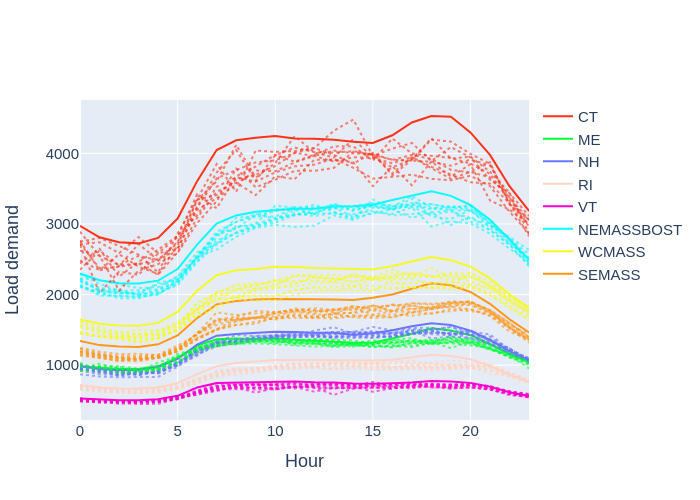 CT
ME
NH
RI
VT
NEMASSBOST
WCMASS
SEMASS
4000
3000
2000
1000
Load demand
0 5 10 15 20
Hour